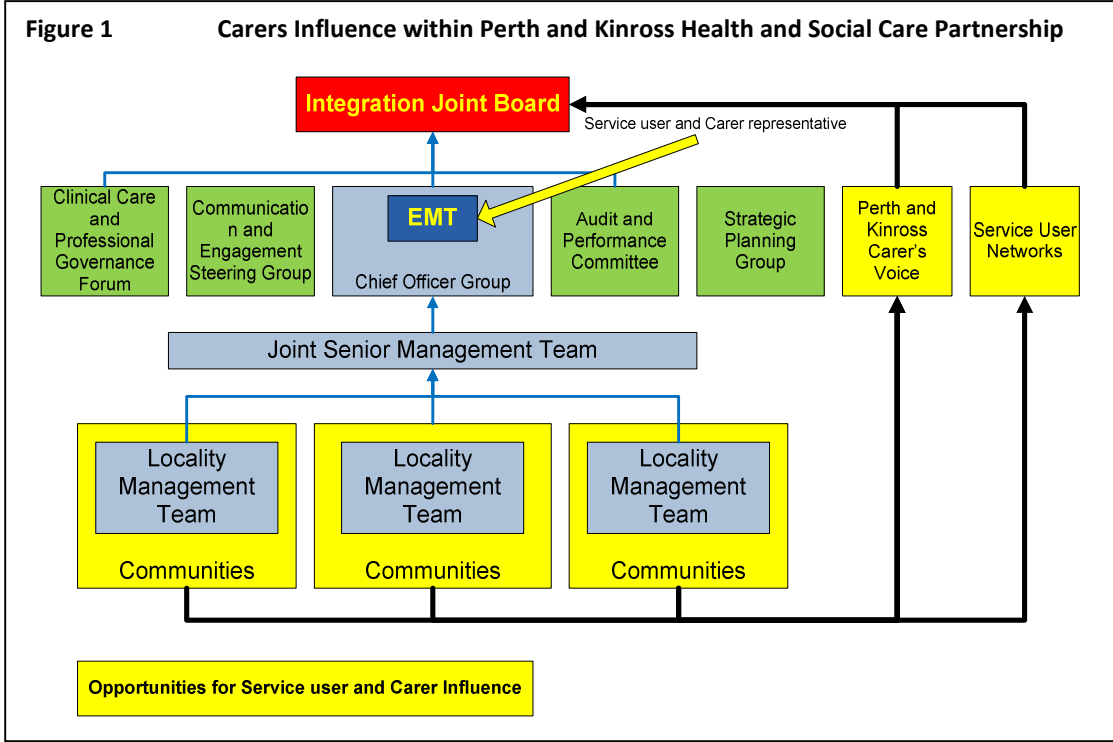 Figure 1 Carers Influence within Perth and Kinross Health and Social Care Partnership
Integration Joint Board
Service user and Carer representative
Clinical Care
and
Professional
Governance
Forum
Communicatio
n and
Engagement
Steering Group
EMT
Chief Officer Group
Audit and
Performance
Committee
Strategic
Planning
Group
Perth and
Kinross
Carer's
Voice
Service User
Networks
Joint Senior Management Team
Locality
Management
Team
Communities
Locality
Management
Team
Communities
Locality
Management
Team
Communities
Opportunities for Service user and Carer Influence